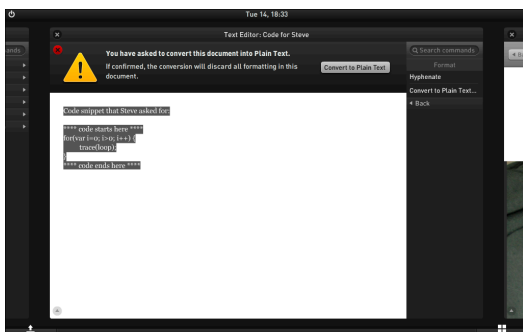 Tue 14, 18:33
Text Editor: Code for Steve
You have asked to convert this document into Plain Text.
If confirmed, the conversion will discard all formatting in this
document.
Convert to Plain Text
Search commands
Format
Hyphenate
Convert to Plain Text...
Back
Code snippet that Steve asked for:
**** code starts here ****
for(var i=0; i>0; i++) {
trace(loop);
}
**** code ends here ****